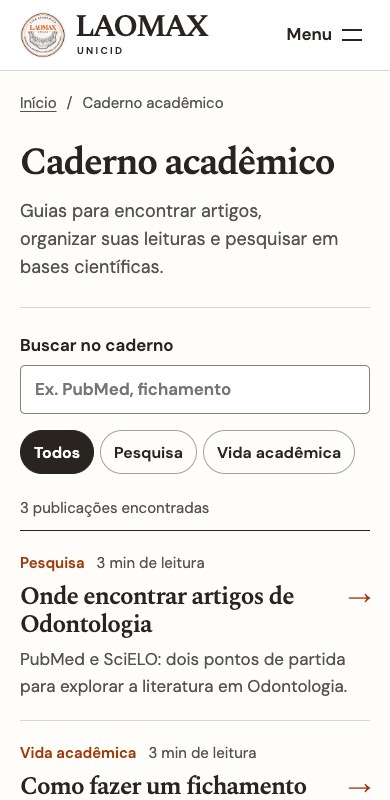 LAOMAX
UNICID
Menu
Início / Caderno acadêmico
Caderno acadêmico
Guias para encontrar artigos,
organizar suas leituras e pesquisar em
bases científicas.
Buscar no caderno
Ex. PubMed, fichamento
Todos Pesquisa Vida acadêmica
3 publicações encontradas
Pesquisa 3 min de leitura
Onde encontrar artigos de →
Odontologia
PubMed e SciELO: dois pontos de partida
para explorar a literatura em Odontologia.
Vida acadêmica 3 min de leitura
Como fazer um fichamento →